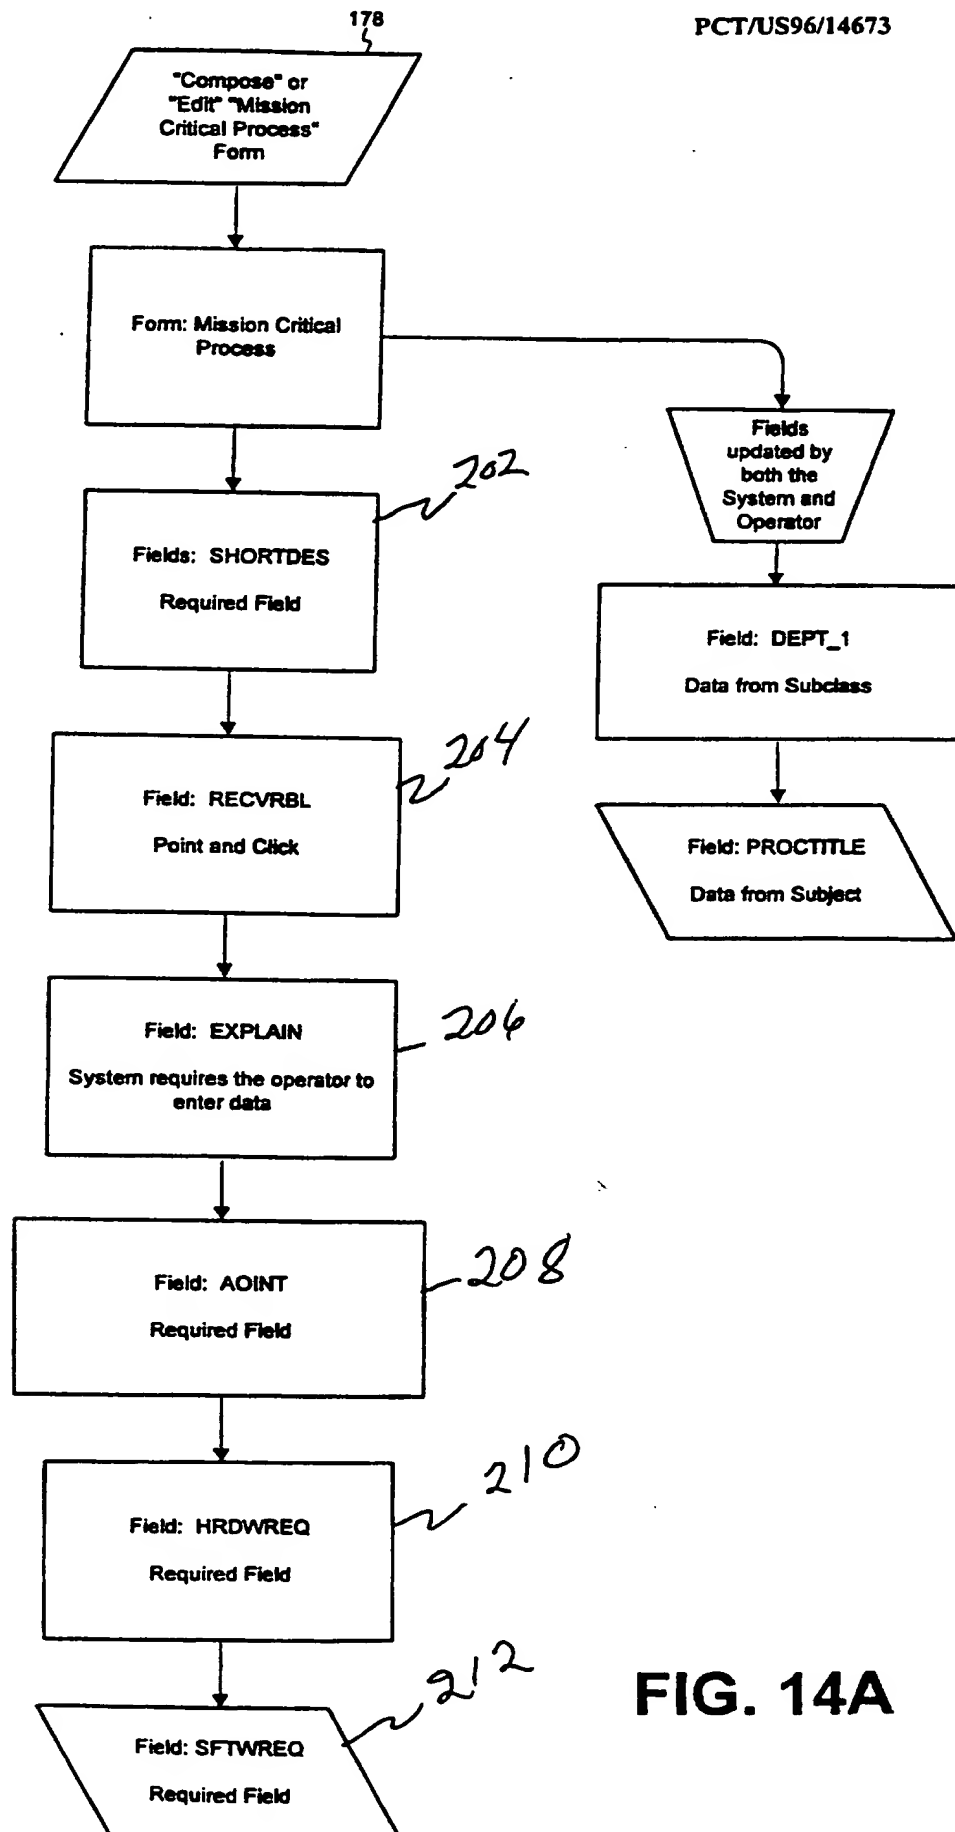 178
PCT/US96/14673
"Compose" or
"Edit" "Mission
Critical Process"
Form
Form: Mission Critical
Process
Fields
updated by
both the
System and
Operator
202
Fields: SHORTDES
Required Field
Field: DEPT_1
Data from Subclass
204
Field: RECVRBL
Point and Click
Field: PROCTITLE
Data from Subject
206
Field: EXPLAIN
System requires the operator to
enter data
208
Field: AOINT
Required Field
210
Field: HRDWREQ
Required Field
212
Field: SFTWREQ
Required Field
FIG. 14A